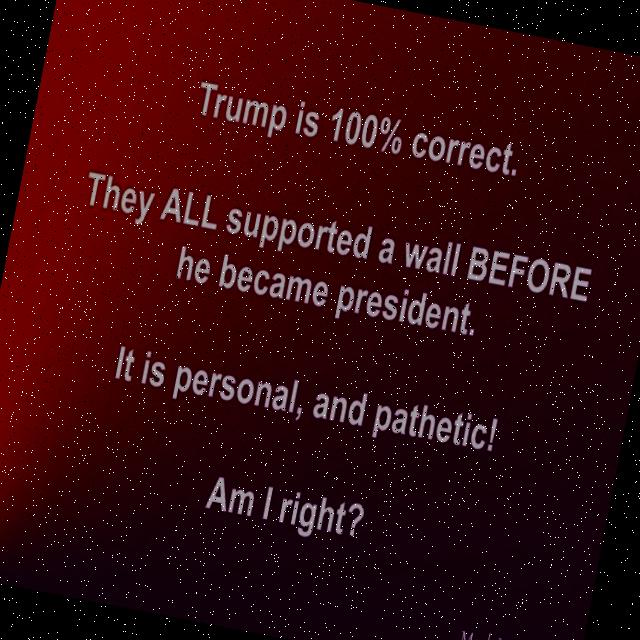 Trump is 100% correct.
They ALL supported a wall BEFORE
he became president.
It is personal, and pathetic!
Am I right?